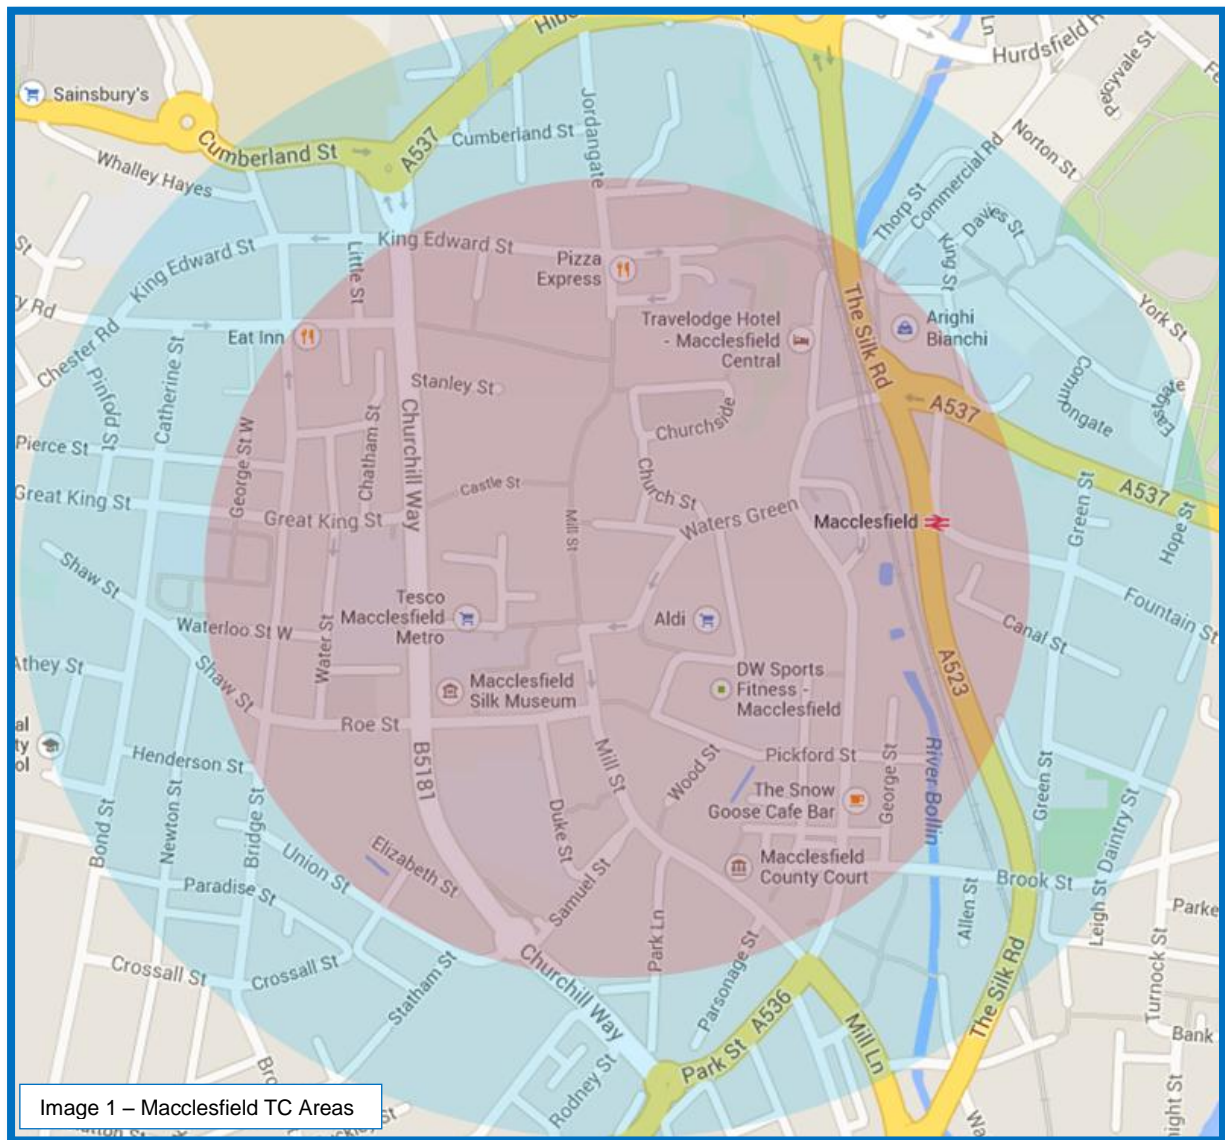 Hurdsfield
Ln
Percyvale St
Sainsbury's
Jordangate
Cumberland St
A537
Cumberland St
Norton St
Whalley Hayes
Commercial Rd
Thorp St
Davies St
King Edward St
King Edward St
King St
Little St
Pizza
Express
York St
The Silk Rd
Travelodge Hotel
- Macclesfield
Central
Arighi
Bianchi
Eat Inn
Chester Rd
Catherine St
Pinfold St
Stanley St
Commongate
Eastgate
A537
Churchside
Churchill Way
Chatham St
George St W
Pierce St
Church St
Castle St
A537
Great King St
Great King St
Mill St
Waters Green
Macclesfield
Green St
Hope St
Shaw St
Tesco
Macclesfield
Metro
Aldi
Fountain St
Canal St
Waterloo St W
Water St
Athey St
Shaw St
A523
DW Sports
Fitness -
Macclesfield
Macclesfield
Silk Museum
Roe St
al
ty
ol
Henderson St
B5181
Mill St
Wood St
Pickford St
George St
River Bollin
Green St
The Snow
Goose Cafe Bar
Bond St
Newton St
Bridge St
Duke St
Daintry St
Union St
Elizabeth St
Macclesfield
County Court
Brook St
Paradise St
Samuel St
Allen St
Leigh St
Parke
Park Ln
Parsonage St
Crossall St
Crossall St
Statham St
Churchill Way
The Silk Rd
Turnock St
A536
Park St
Mill Ln
Bank
Rodney St
Image 1 – Macclesfield TC Areas